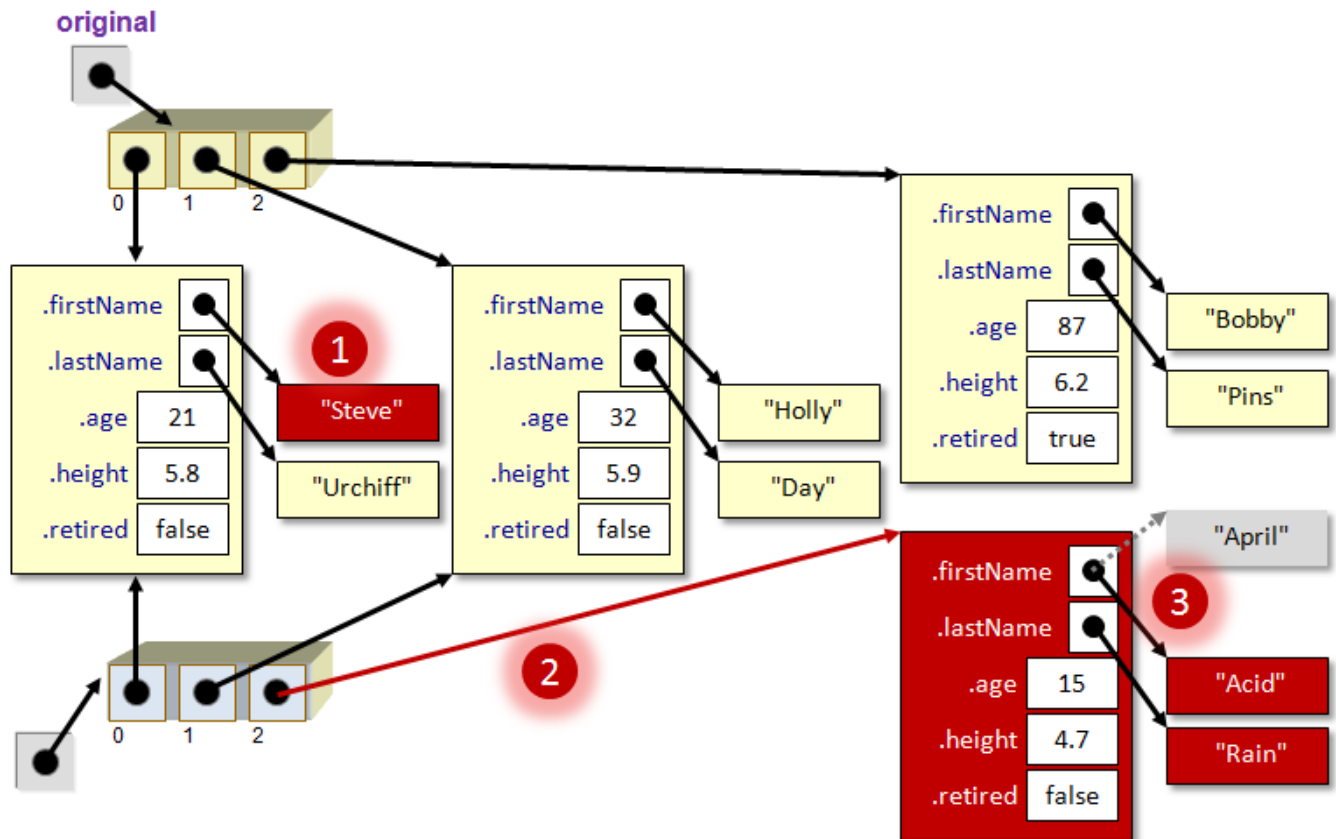 original
0 1 2
.firstName
.lastName
.age 21
.height 5.8
.retired false
1
"Steve"
"Urchiff"
.firstName
.lastName
.age 32
.height 5.9
.retired false
"Holly"
"Day"
.firstName
.lastName
.age 87
.height 6.2
.retired true
"Bobby"
"Pins"
0 1 2
2
.firstName
.lastName
.age 15
.height 4.7
.retired false
"April"
3
"Acid"
"Rain"